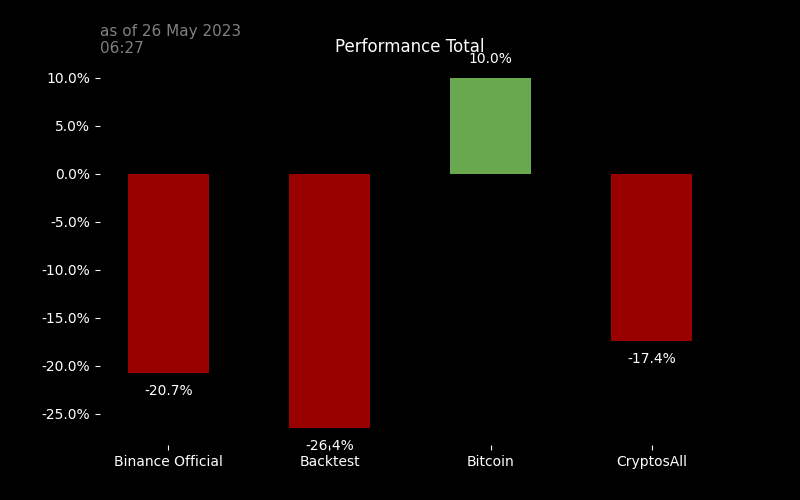 as of 26 May 2023
06:27
Performance Total
10.0%
10.0%
5.0%
0.0%
-5.0%
-10.0%
-15.0%
-20.0%
-25.0%
-20.7%
-26.4%
-17.4%
Binance Official
Backtest
Bitcoin
CryptosAll